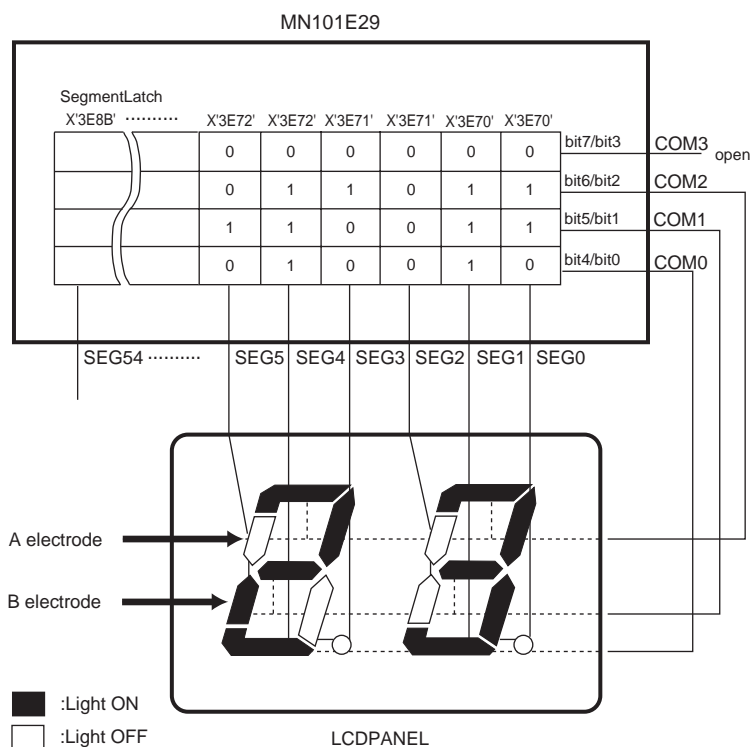 MN101E29
SegmentLatch
X'3E8B' ·········· X'3E72' X'3E72' X'3E71' X'3E71' X'3E70' X'3E70'
0 0 0 0 0 0 bit7/bit3 COM3 open
0 1 1 0 1 1 bit6/bit2 COM2
1 1 0 0 1 1 bit5/bit1 COM1
0 1 0 0 1 0 bit4/bit0 COM0
SEG54 ·········· SEG5 SEG4 SEG3 SEG2 SEG1 SEG0
A electrode
B electrode
:Light ON
:Light OFF
LCDPANEL